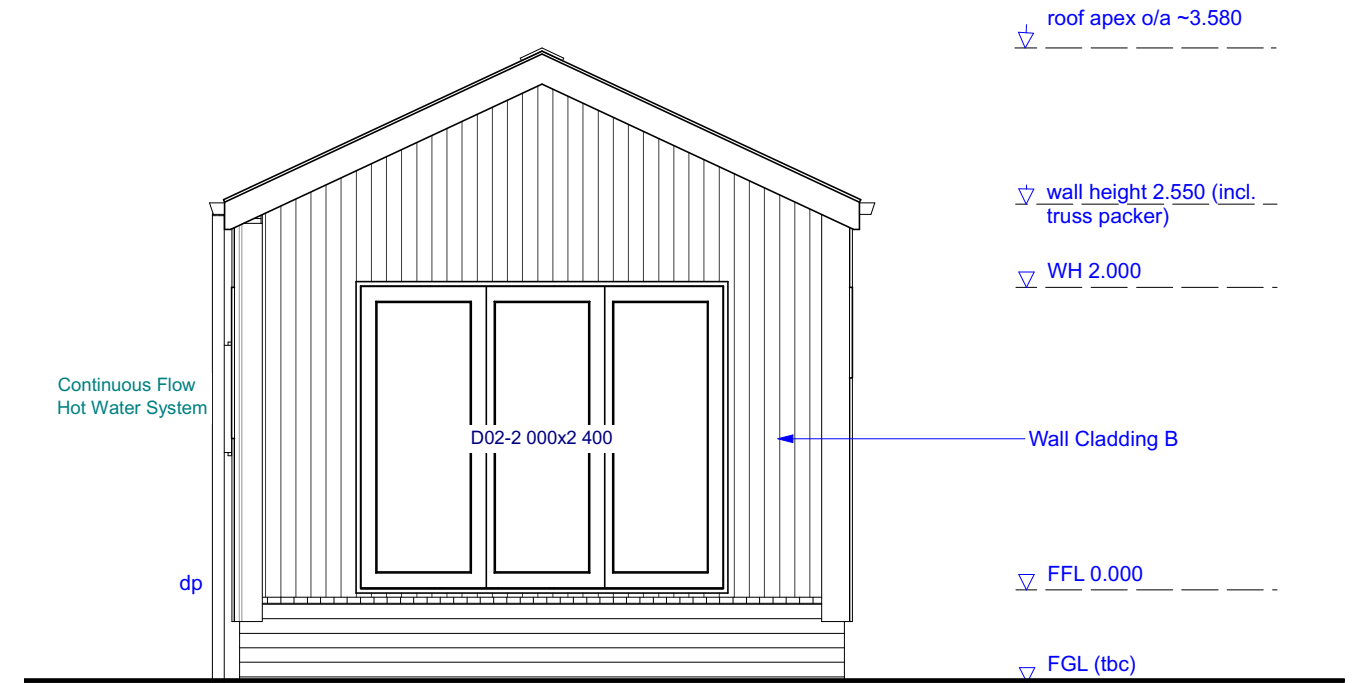 roof apex o/a ~3.580
wall height 2.550 (incl.
truss packer)
WH 2.000
Continuous Flow
Hot Water System
D02-2 000x2 400
Wall Cladding B
dp
FFL 0.000
FGL (tbc)